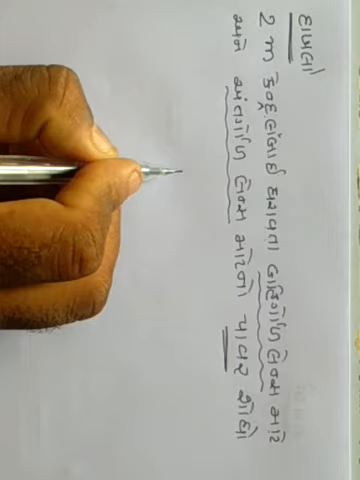 દાખલો
2 m કેન્દ્રલંબાઈ ધરાવતા બહિર્ગોળ લેન્સ માટે
અને અંતર્ગોળ લેન્સ માટેનો પાવર શોધો